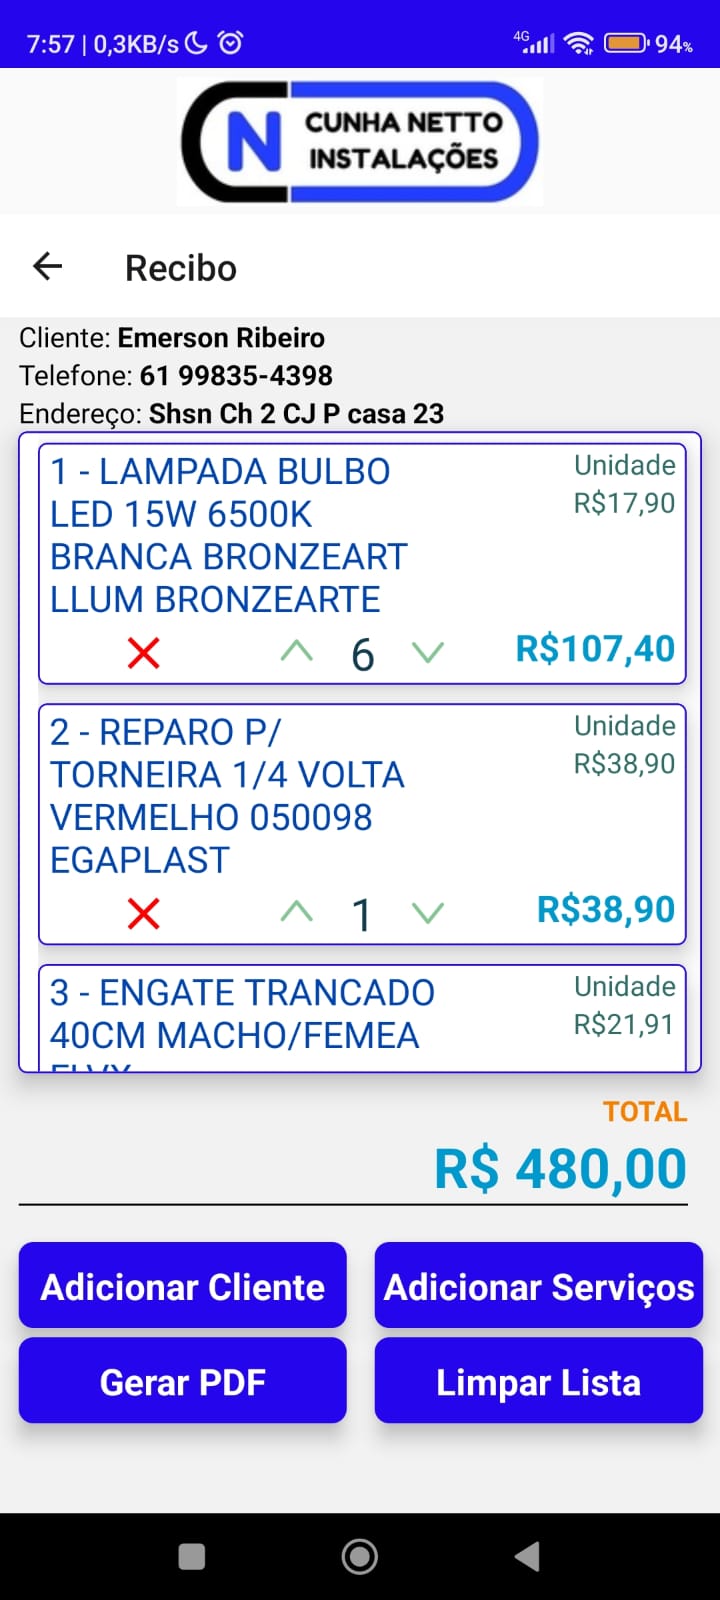 7:57 | 0,3KB/s 4G 94%
CUNHA NETTO
N INSTALAÇÕES
Recibo
Cliente: Emerson Ribeiro
Telefone: 61 99835-4398
Endereço: Shsn Ch 2 CJ P casa 23
1 - LAMPADA BULBO
LED 15W 6500K
BRANCA BRONZEART
LLUM BRONZEARTE
Unidade
R$17,90
6 R$107,40
2 - REPARO P/
TORNEIRA 1/4 VOLTA
VERMELHO 050098
EGAPLAST
Unidade
R$38,90
1 R$38,90
3 - ENGATE TRANCADO
40CM MACHO/FEMEA
Unidade
R$21,91
TOTAL
R$ 480,00
Adicionar Cliente
Adicionar Serviços
Gerar PDF
Limpar Lista